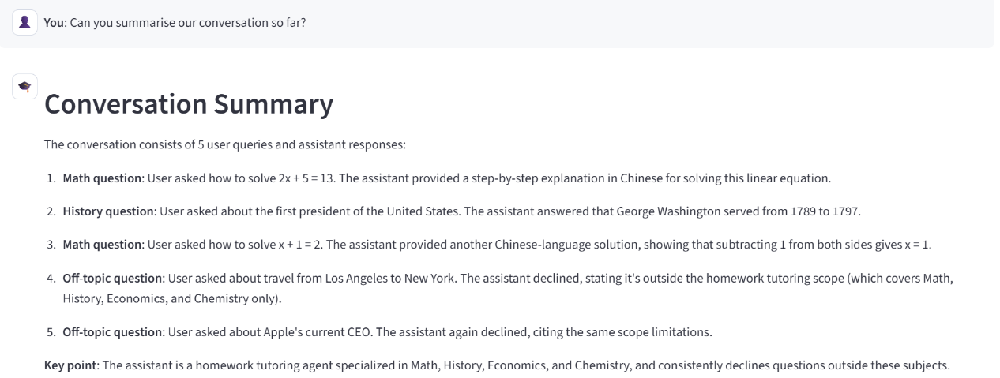 You: Can you summarise our conversation so far?
Conversation Summary
The conversation consists of 5 user queries and assistant responses:
1. Math question: User asked how to solve 2x + 5 = 13. The assistant provided a step-by-step explanation in Chinese for solving this linear equation.
2. History question: User asked about the first president of the United States. The assistant answered that George Washington served from 1789 to 1797.
3. Math question: User asked how to solve x + 1 = 2. The assistant provided another Chinese-language solution, showing that subtracting 1 from both sides gives x = 1.
4. Off-topic question: User asked about travel from Los Angeles to New York. The assistant declined, stating it's outside the homework tutoring scope (which covers Math,
History, Economics, and Chemistry only).
5. Off-topic question: User asked about Apple's current CEO. The assistant again declined, citing the same scope limitations.
Key point: The assistant is a homework tutoring agent specialized in Math, History, Economics, and Chemistry, and consistently declines questions outside these subjects.